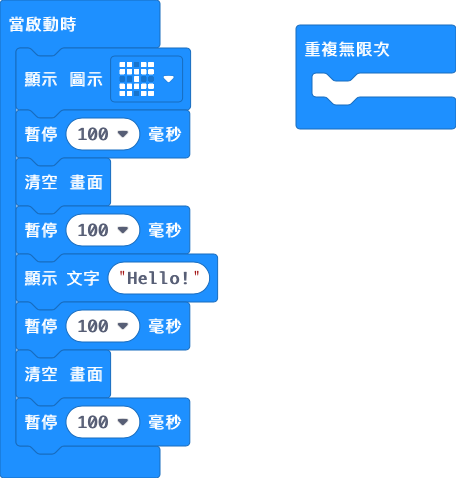 當啟動時
顯示 圖示
暫停 100 毫秒
清空 畫面
暫停 100 毫秒
顯示 文字 "Hello!"
暫停 100 毫秒
清空 畫面
暫停 100 毫秒
重複無限次